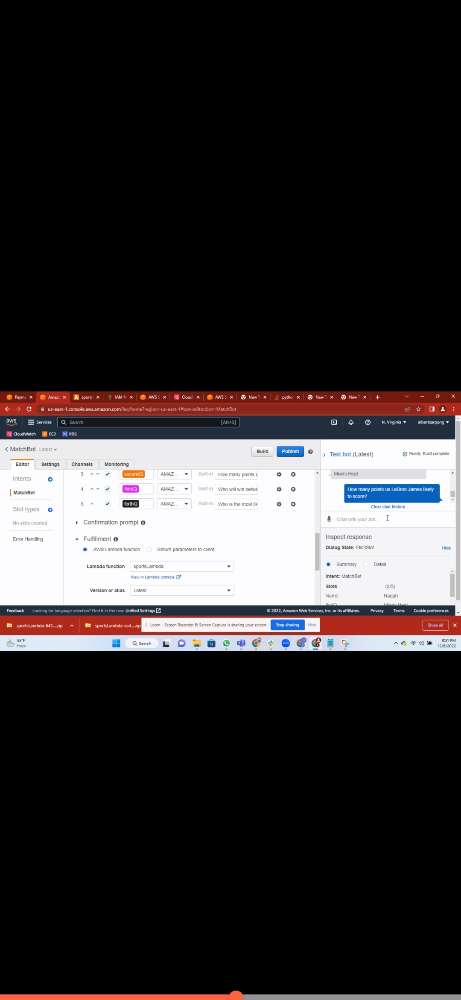 Payme
Amaz
sports
IAM M
AWS S
Cloud
AWS S
New T
pytho
New T
New T
us-east-1.console.aws.amazon.com/lex/home?region=us-east-1#bot-editor:bot=MatchBot
aws
Services
Search
[Alt+S]
N. Virginia
albertsarpong
CloudWatch
EC2
RDS
MatchBot Latest
Build
Publish
Test bot (Latest)
Ready. Build complete.
Editor
Settings
Channels
Monitoring
Intents
MatchBet
Slot types
No slots created
Error Handling
3. secondQ AMAZ... Built-in How many points u
4. thirdQ AMAZ... Built-in Who will win betwe
5. forthQ AMAZ... Built-in Who is the most lik
Confirmation prompt
Fulfillment
AWS Lambda function
Return parameters to client
Lambda function sportsLambda
View in Lambda console
Version or alias Latest
Miami Heat
How many points us LeBron James likely
to score?
Clear chat history
Chat with your bot...
Inspect response
Dialog State: ElicitSlot
Hide
Summary
Detail
Intent: MatchBet
Slots (2/5)
Name Naqah
firstQ Miami Heat
Feedback
Looking for language selection? Find it in the new Unified Settings
© 2022, Amazon Web Services, Inc. or its affiliates.
Privacy
Terms
Cookie preferences
sportsLambda-643....zip
sportsLambda-ec4....zip
Loom – Screen Recorder & Screen Capture is sharing your screen.
Stop sharing
Hide
Show all
55°F
Haze
Search
8:51 PM
12/8/2022